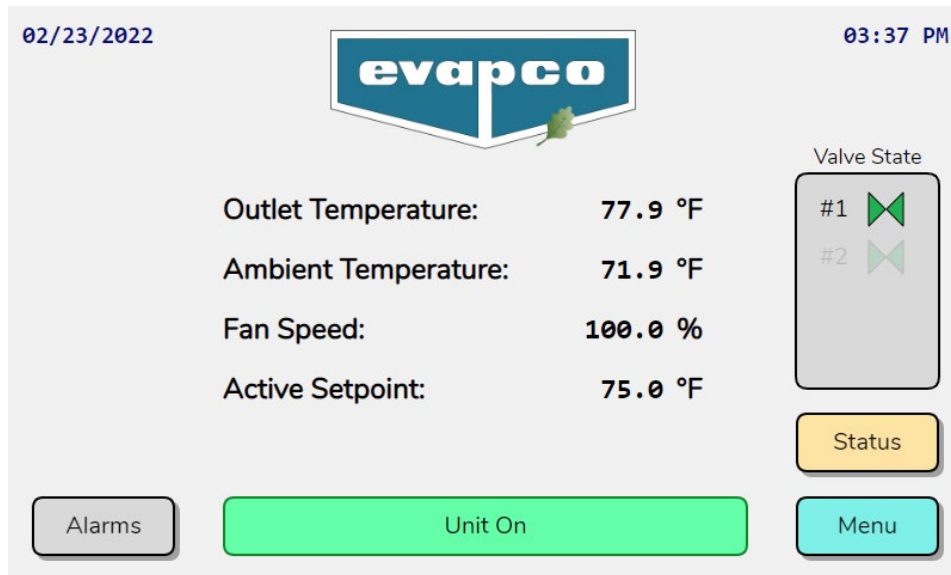 02/23/2022
03:37 PM
evapco
Valve State
Outlet Temperature: 77.9 °F
#1
Ambient Temperature: 71.9 °F
#2
Fan Speed: 100.0 %
Active Setpoint: 75.0 °F
Status
Alarms
Unit On
Menu